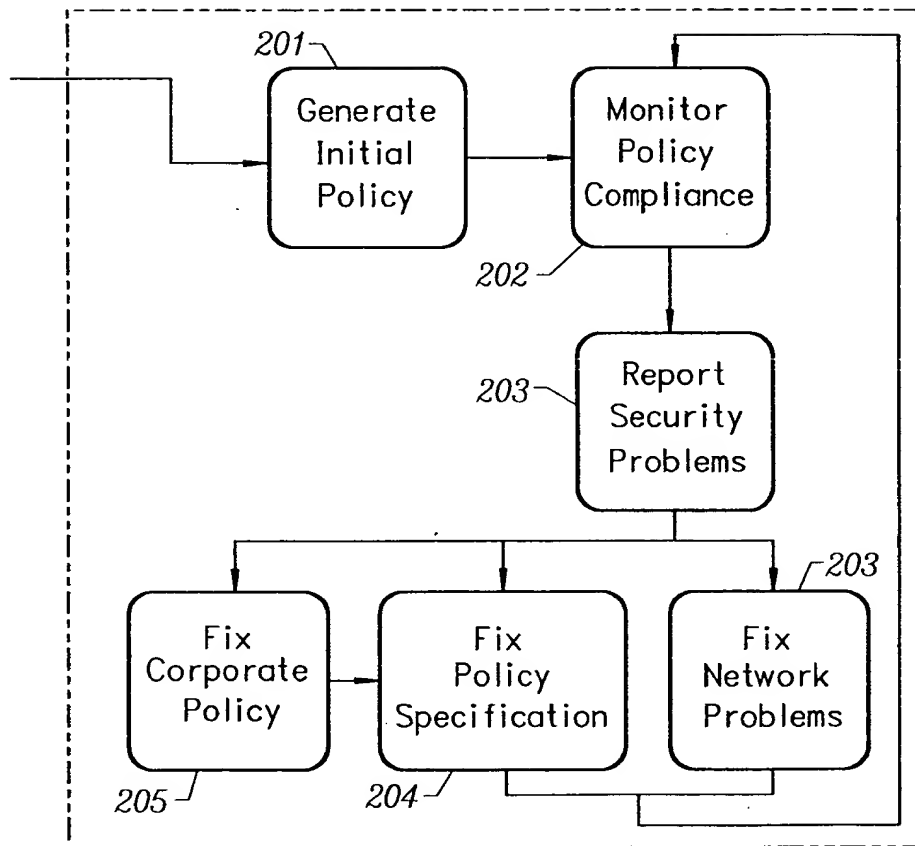 201
Generate
Initial
Policy
Monitor
Policy
Compliance
202
203
Report
Security
Problems
203
Fix
Corporate
Policy
Fix
Policy
Specification
Fix
Network
Problems
205
204